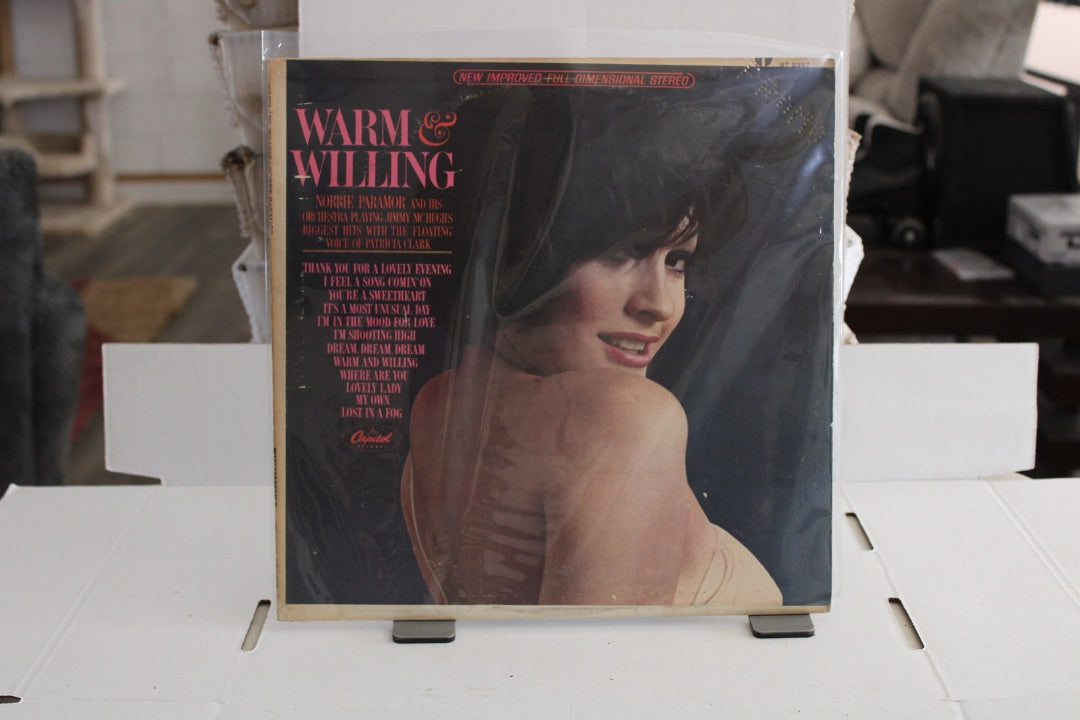 NEW IMPROVED FULL DIMENSIONAL STEREO
WARM &
WILLING
NORRIE PARAMOR AND HIS
ORCHESTRA PLAYING JIMMY McHUGH'S
BIGGEST HITS WITH THE FLOATING
VOICE OF PATRICIA CLARK
THANK YOU FOR A LOVELY EVENING
I FEEL A SONG COMIN' ON
YOU'RE A SWEETHEART
IT'S A MOST UNUSUAL DAY
I'M IN THE MOOD FOR LOVE
I'M SHOOTING HIGH
DREAM, DREAM, DREAM
WARM AND WILLING
WHERE ARE YOU
LOVELY LADY
MY OWN
LOST IN A FOG
Capitol
RECORDS